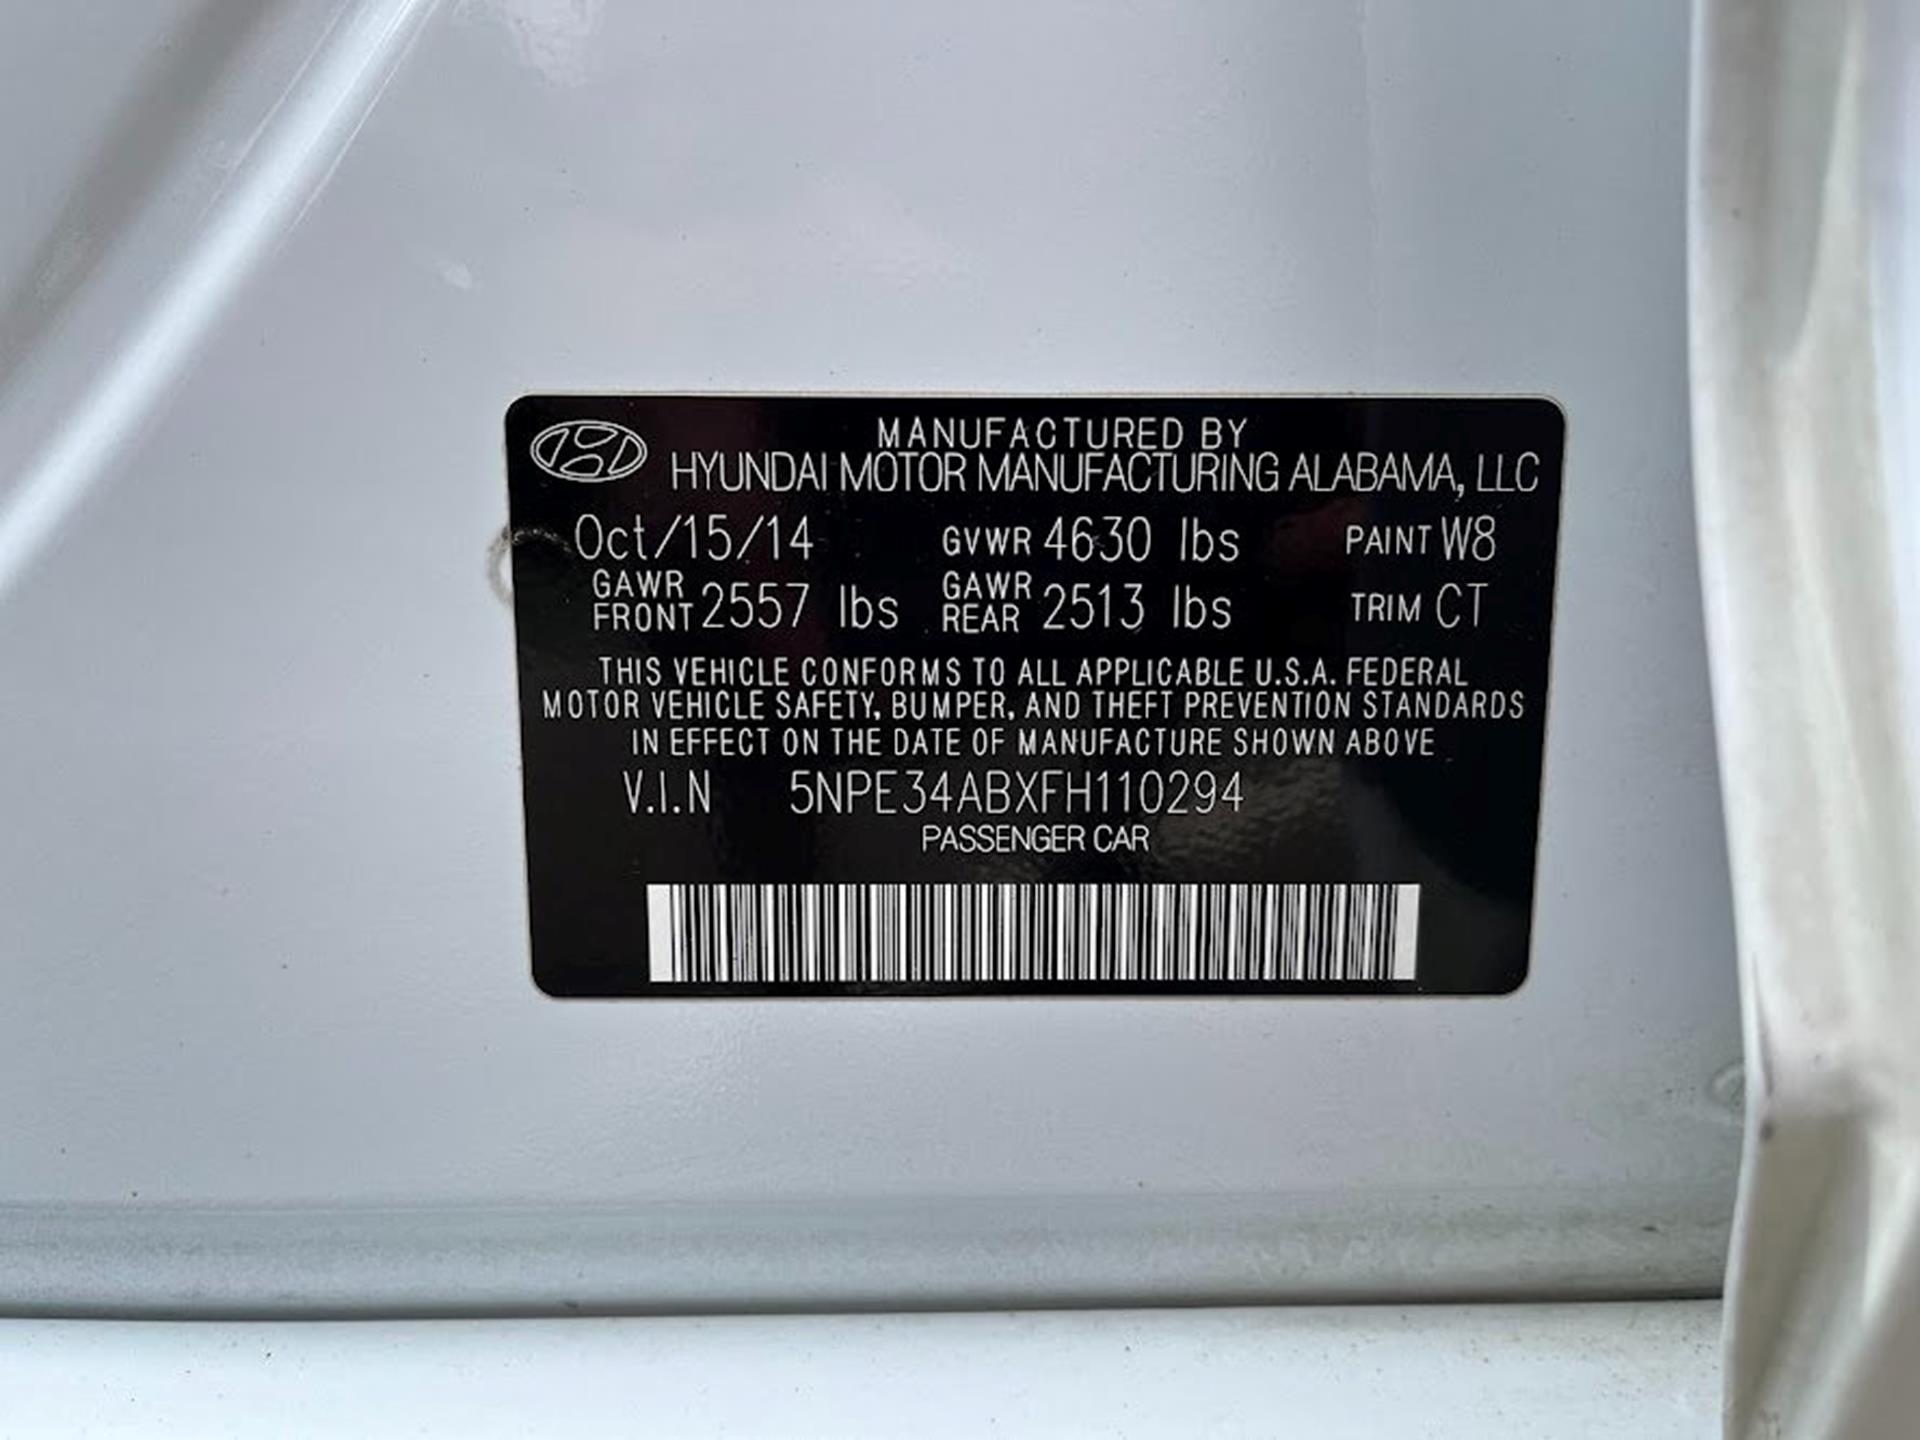 MANUFACTURED BY
HYUNDAI MOTOR MANUFACTURING ALABAMA, LLC
Oct/15/14 GVWR 4630 lbs PAINT W8
GAWR FRONT 2557 lbs GAWR REAR 2513 lbs TRIM CT
THIS VEHICLE CONFORMS TO ALL APPLICABLE U.S.A. FEDERAL
MOTOR VEHICLE SAFETY, BUMPER, AND THEFT PREVENTION STANDARDS
IN EFFECT ON THE DATE OF MANUFACTURE SHOWN ABOVE
V.I.N 5NPE34ABXFH110294
PASSENGER CAR